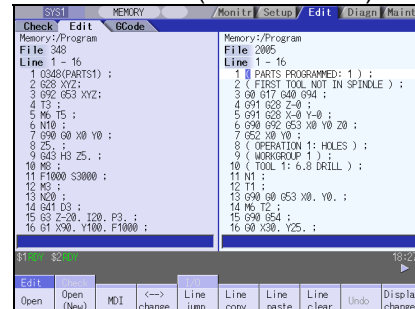 SYS1 MEMORY / Monitr Setup Edit Diagn Maint
Check Edit GCode
Memory:/Program
File 348
Line 1 - 16
1 O348(PARTS1) ;
2 G28 XYZ;
3 G92 G53 XYZ;
4 T3 ;
5 M6 T5 ;
6 N10 ;
7 G90 G0 X0 Y0 ;
8 Z5. ;
9 G43 H3 Z5. ;
10 M8 ;
11 F1000 S3000 ;
12 M3 ;
13 N20 ;
14 G41 D3 ;
15 G3 Z-20. I20. P3. ;
16 G1 X90. Y100. F1000 ;
Memory:/Program
File 2005
Line 1 - 16
1 ( PARTS PROGRAMMED: 1 ) ;
2 ( FIRST TOOL NOT IN SPINDLE ) ;
3 G0 G17 G40 G94 ;
4 G91 G28 Z-0 ;
5 G91 G28 X-0 Y-0 ;
6 G90 G92 G53 X0 Y0 Z0 ;
7 G52 X0 Y0 ;
8 ( OPERATION 1: HOLES ) ;
9 ( WORKGROUP 1 ) ;
10 ( TOOL 1: 6.8 DRILL ) ;
11 N1 ;
12 T1 ;
13 G90 G0 G53 X0. Y0. ;
14 M6 T2 ;
15 G90 G54 ;
16 G0 X30. Y25. ;
$1RDY $2RDY 18:27
Edit Check I/O
Open
Open (New)
MDI
<--> change
Line jump
Line copy
Line paste
Line clear
Undo
Displa change